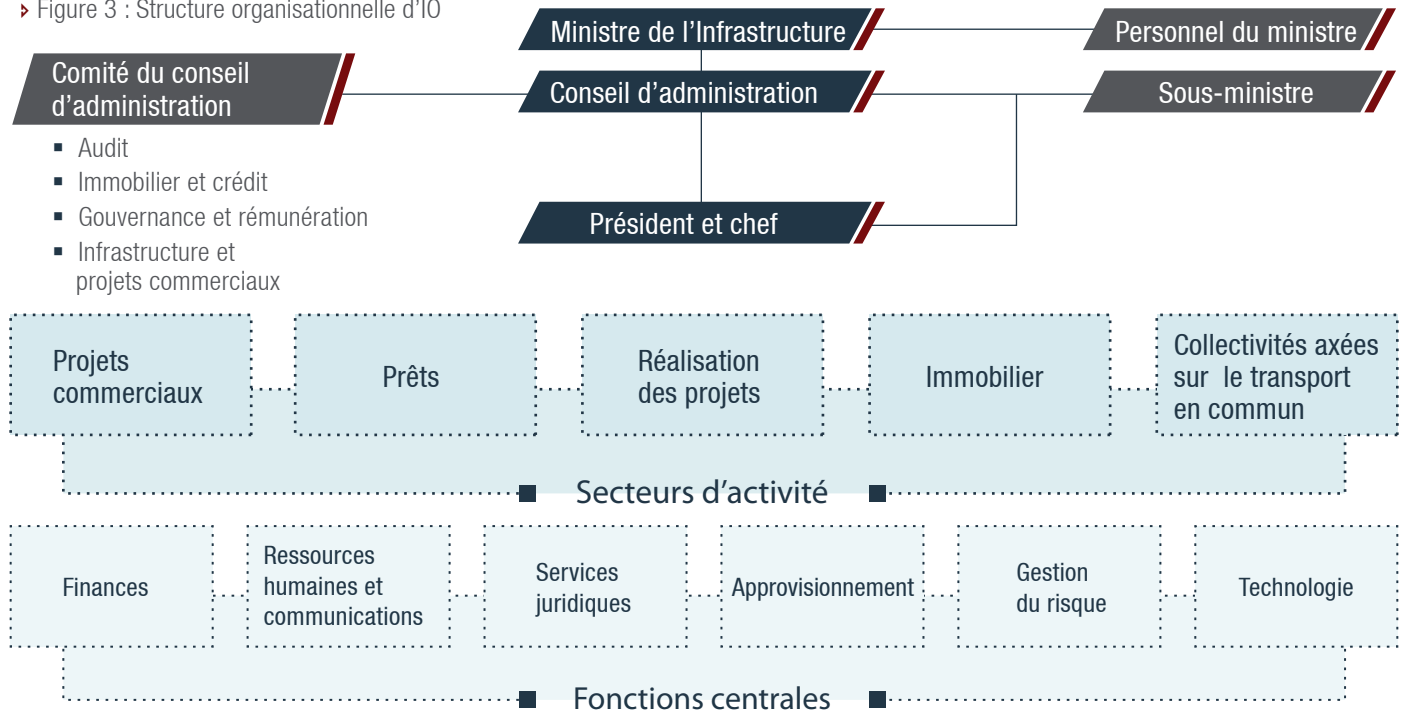 Figure 3 : Structure organisationnelle d'IO
Ministre de l'Infrastructure
Personnel du ministre
Comité du conseil
d'administration
Conseil d'administration
Sous-ministre
Audit
Immobilier et crédit
Gouvernance et rémunération
Infrastructure et
projets commerciaux
Président et chef
Projets
commerciaux
Prêts
Réalisation
des projets
Immobilier
Collectivités axées
sur le transport
en commun
Secteurs d'activité
Finances
Ressources
humaines et
communications
Services
juridiques
Approvisionnement
Gestion
du risque
Technologie
Fonctions centrales